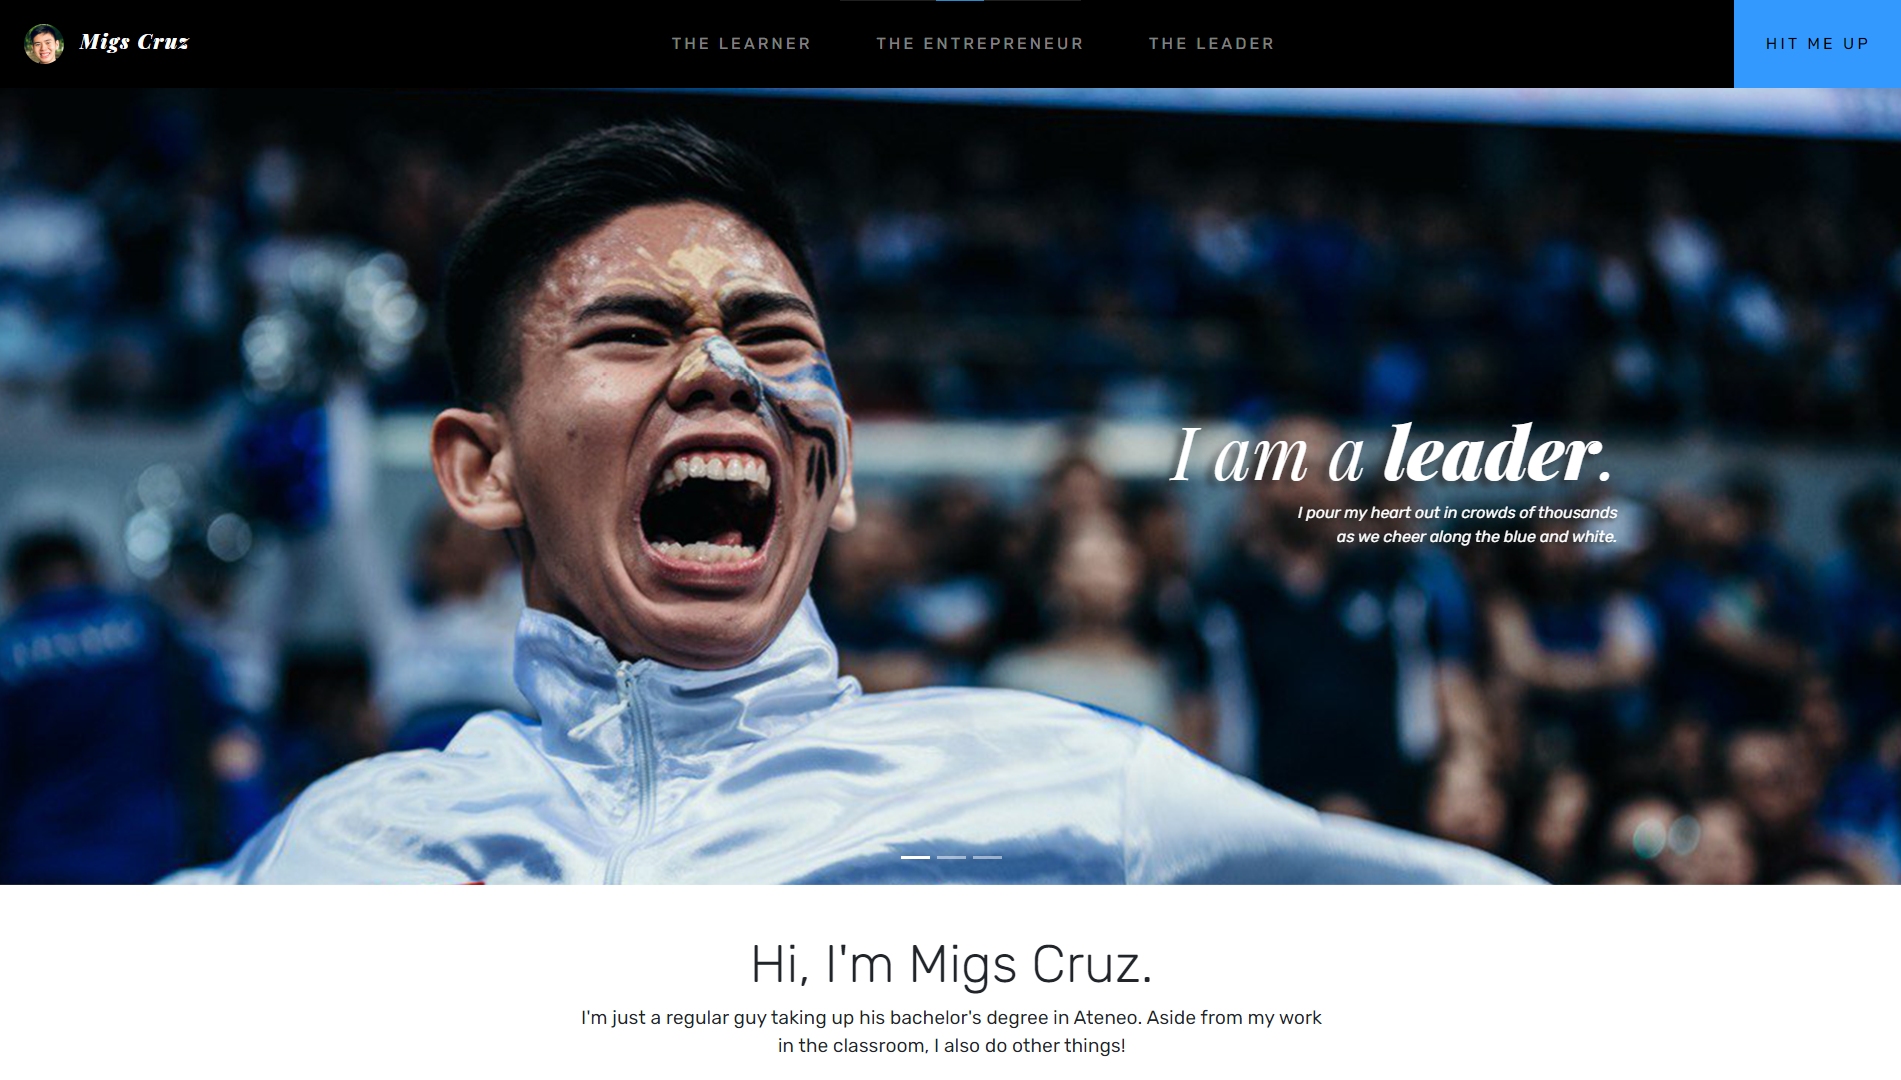 Migs Cruz
THE LEARNER
THE ENTREPRENEUR
THE LEADER
HIT ME UP
I am a leader.
I pour my heart out in crowds of thousands
as we cheer along the blue and white.
Hi, I'm Migs Cruz.
I'm just a regular guy taking up his bachelor's degree in Ateneo. Aside from my work
in the classroom, I also do other things!